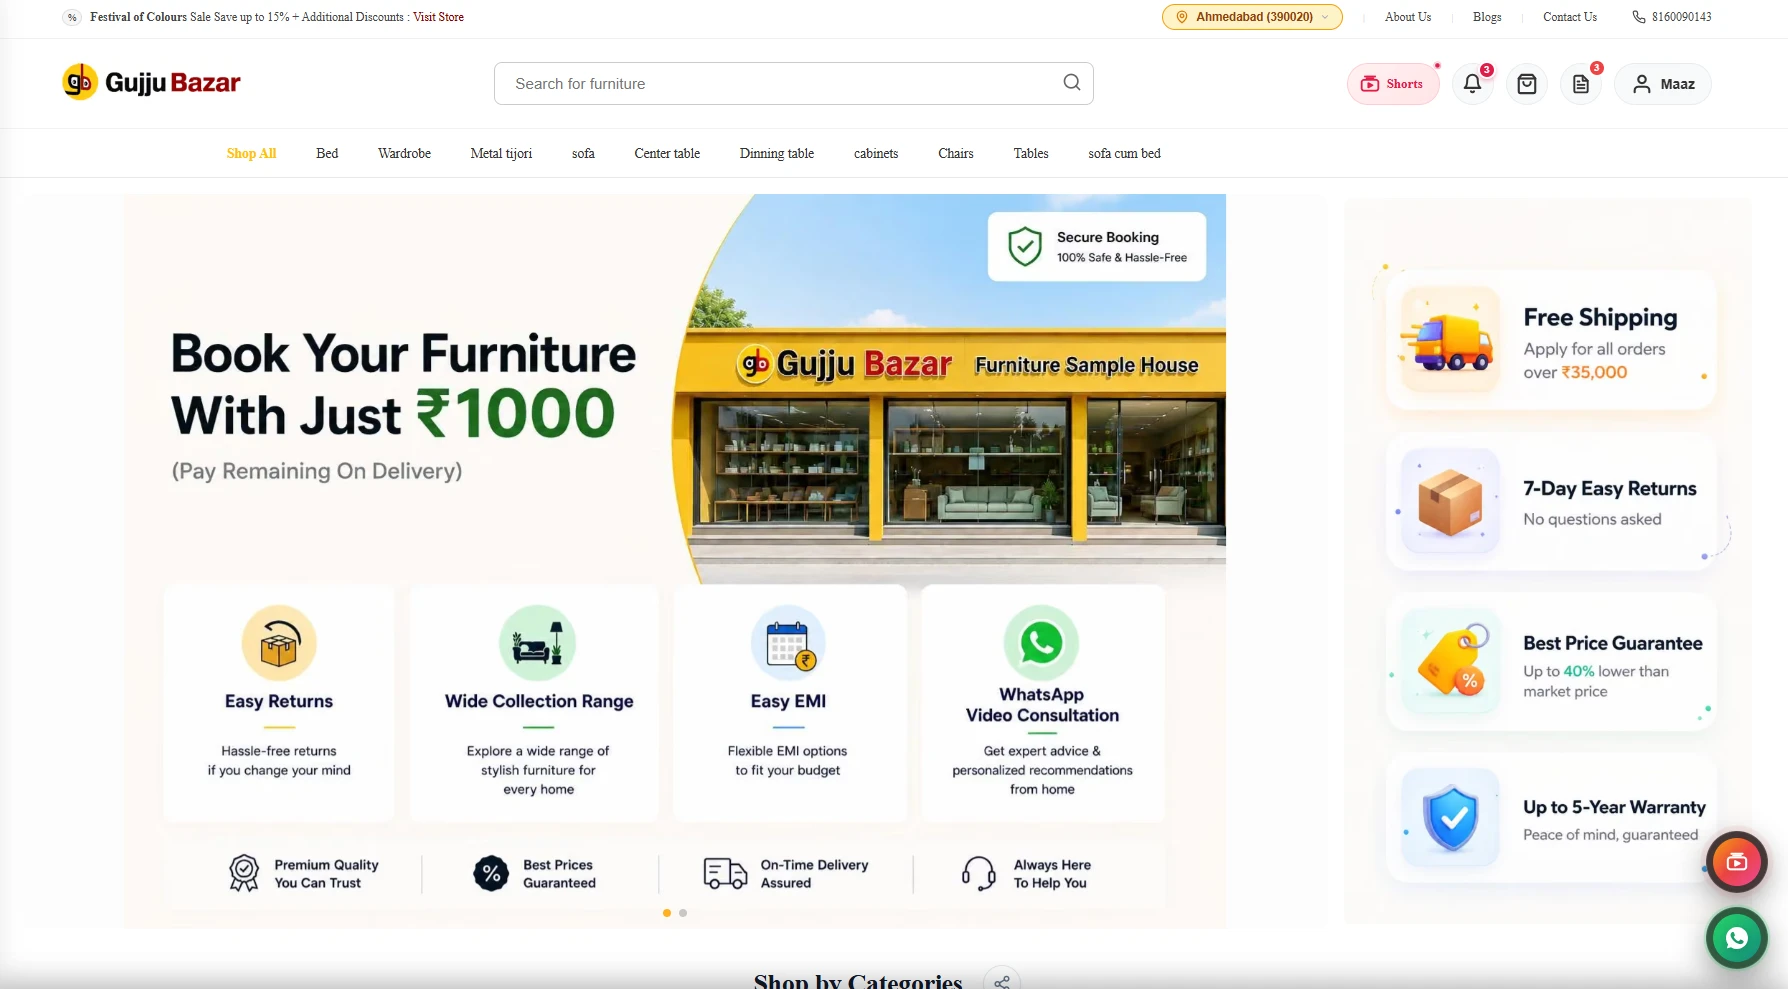 % Festival of Colours Sale Save up to 15% + Additional Discounts : Visit Store
Ahmedabad (390020)
About Us
Blogs
Contact Us
8160090143
gb Gujju Bazar
Search for furniture
Shorts
3
3
Maaz
Shop All
Bed
Wardrobe
Metal tijori
sofa
Center table
Dinning table
cabinets
Chairs
Tables
sofa cum bed
Book Your Furniture
With Just ₹1000
(Pay Remaining On Delivery)
Secure Booking
100% Safe & Hassle-Free
gb Gujju Bazar Furniture Sample House
Easy Returns
Hassle-free returns
if you change your mind
Wide Collection Range
Explore a wide range of
stylish furniture for
every home
₹
Easy EMI
Flexible EMI options
to fit your budget
WhatsApp
Video Consultation
Get expert advice &
personalized recommendations
from home
Premium Quality
You Can Trust
%
Best Prices
Guaranteed
On-Time Delivery
Assured
Always Here
To Help You
Free Shipping
Apply for all orders
over ₹35,000
7-Day Easy Returns
No questions asked
%
Best Price Guarantee
Up to 40% lower than
market price
Up to 5-Year Warranty
Peace of mind, guaranteed
Shop by Categories